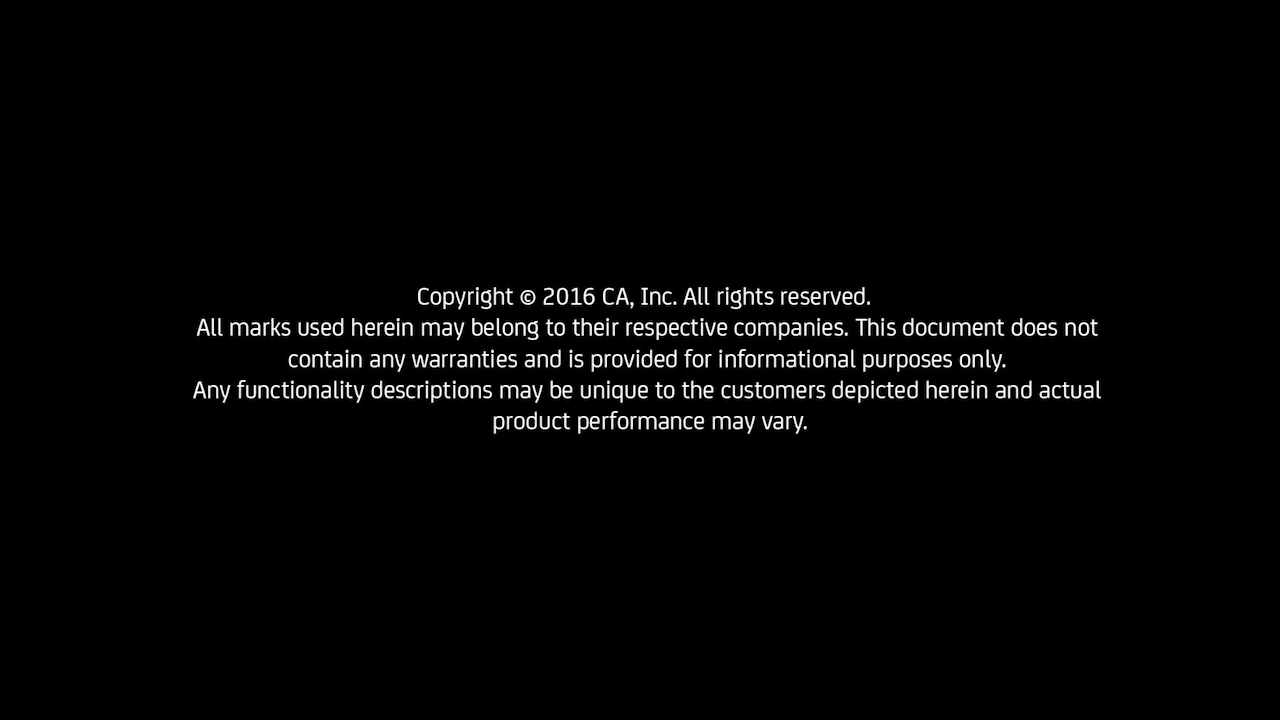 Copyright © 2016 CA, Inc. All rights reserved.
All marks used herein may belong to their respective companies. This document does not
contain any warranties and is provided for informational purposes only.
Any functionality descriptions may be unique to the customers depicted herein and actual
product performance may vary.